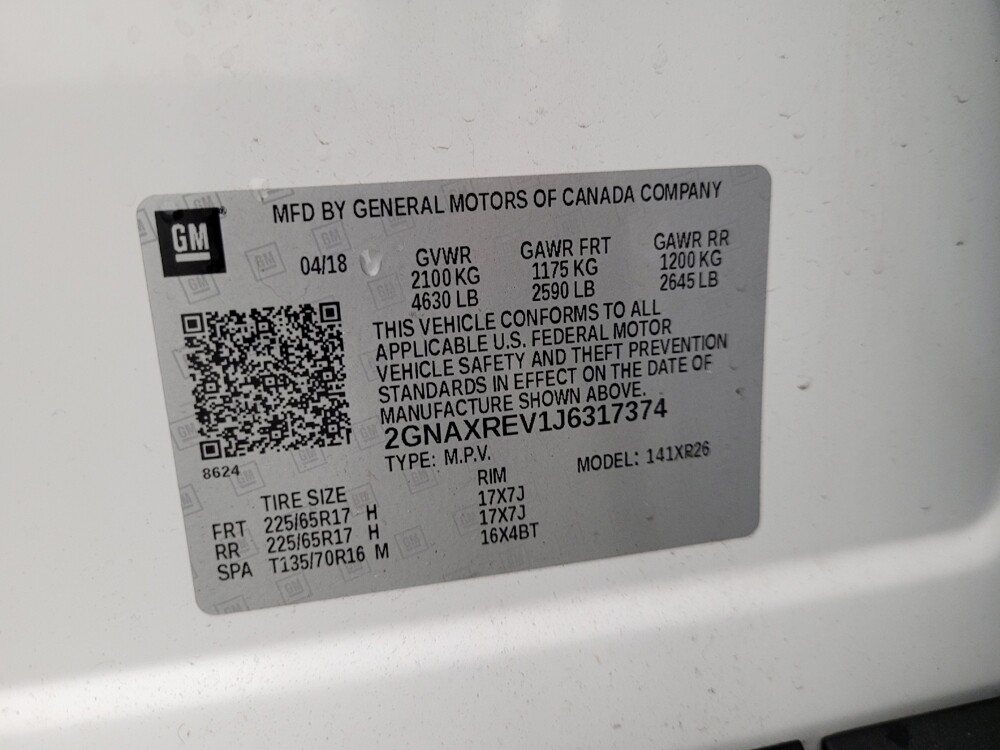 GM
MFD BY GENERAL MOTORS OF CANADA COMPANY
04/18
GVWR GAWR FRT GAWR RR
2100 KG 1175 KG 1200 KG
4630 LB 2590 LB 2645 LB
THIS VEHICLE CONFORMS TO ALL
APPLICABLE U.S. FEDERAL MOTOR
VEHICLE SAFETY AND THEFT PREVENTION
STANDARDS IN EFFECT ON THE DATE OF
MANUFACTURE SHOWN ABOVE.
2GNAXREV1J6317374
TYPE: M.P.V. MODEL: 141XR26
8624
TIRE SIZE RIM
FRT 225/65R17 H 17X7J
RR 225/65R17 H 17X7J
SPA T135/70R16 M 16X4BT